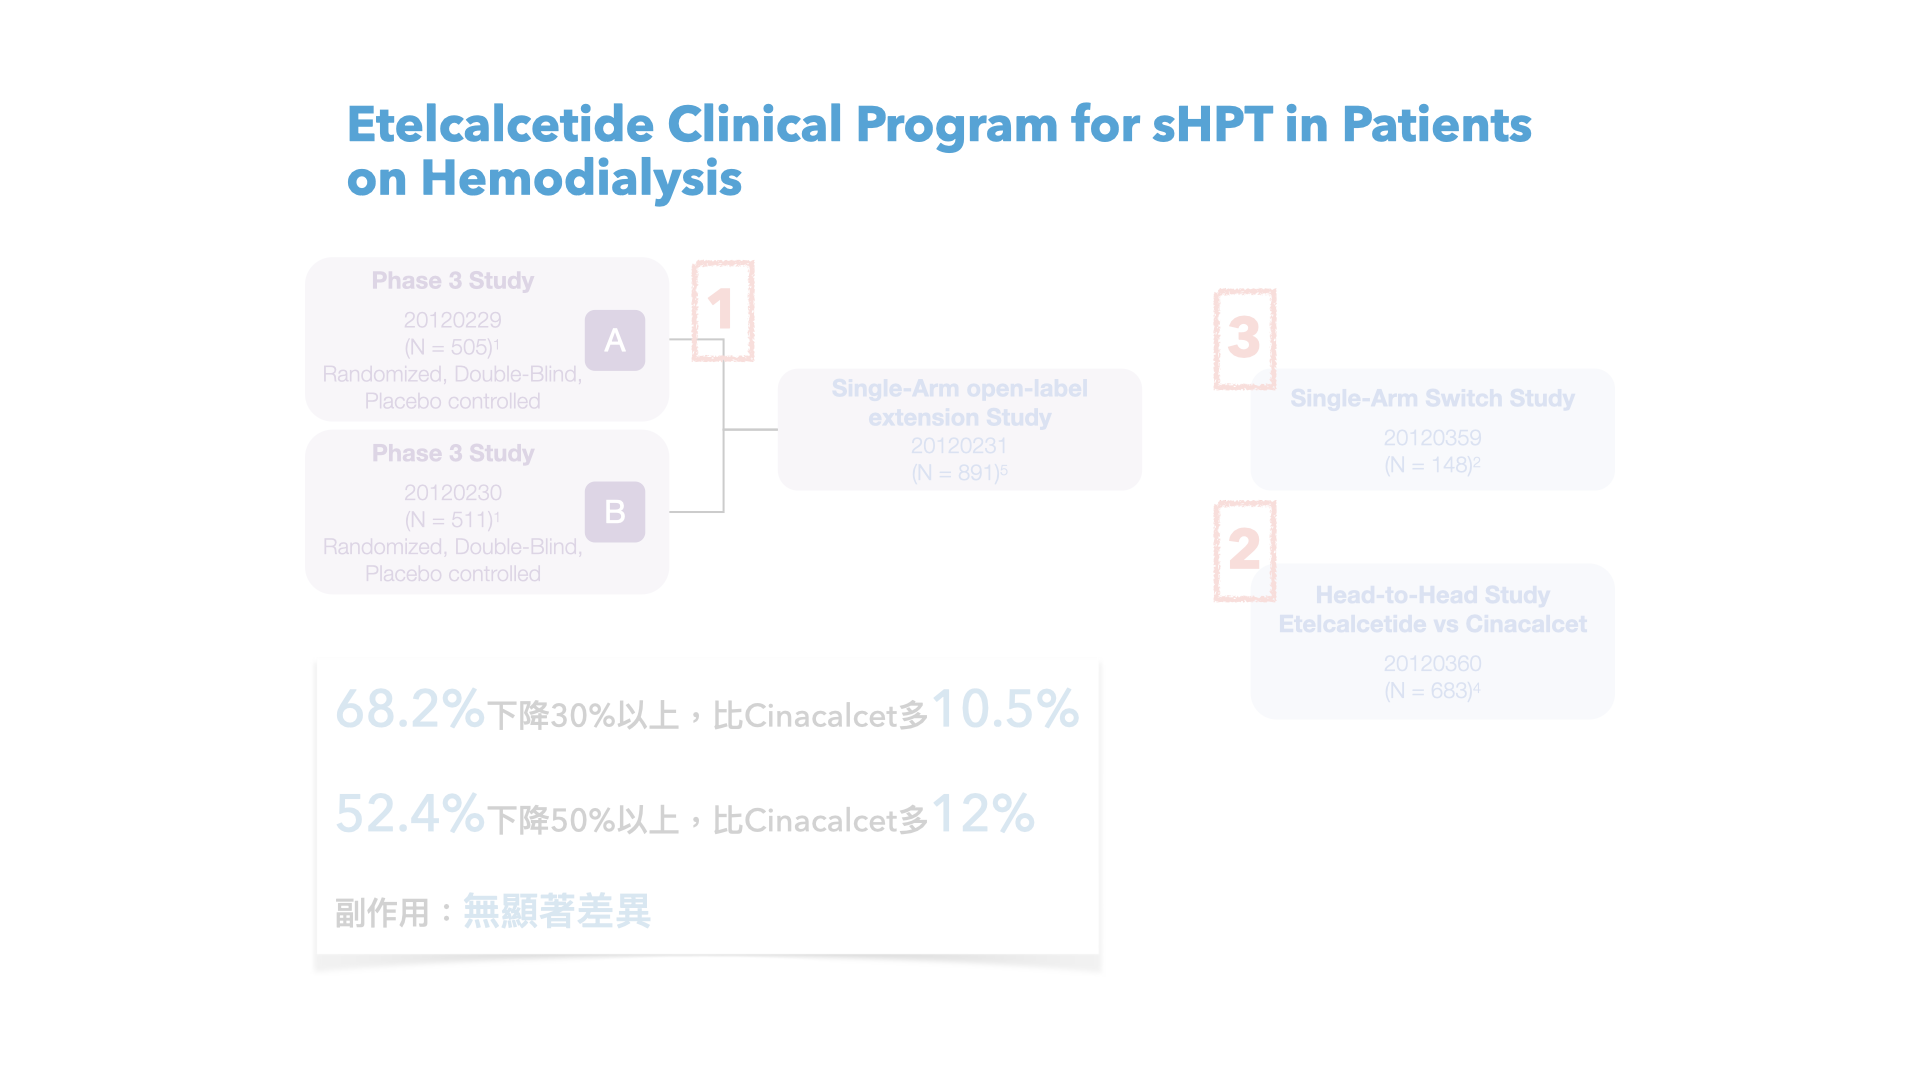 Etelcalcetide Clinical Program for sHPT in Patients
on Hemodialysis
Phase 3 Study
20120229
(N = 505)¹
Randomized, Double-Blind,
Placebo controlled
A
1
Phase 3 Study
20120230
(N = 511)¹
Randomized, Double-Blind,
Placebo controlled
B
Single-Arm open-label
extension Study
20120231
(N = 891)⁵
3
Single-Arm Switch Study
20120359
(N = 148)²
2
Head-to-Head Study
Etelcalcetide vs Cinacalcet
20120360
(N = 683)⁴
68.2%下降30%以上，比Cinacalcet多10.5%
52.4%下降50%以上，比Cinacalcet多12%
副作用：無顯著差異